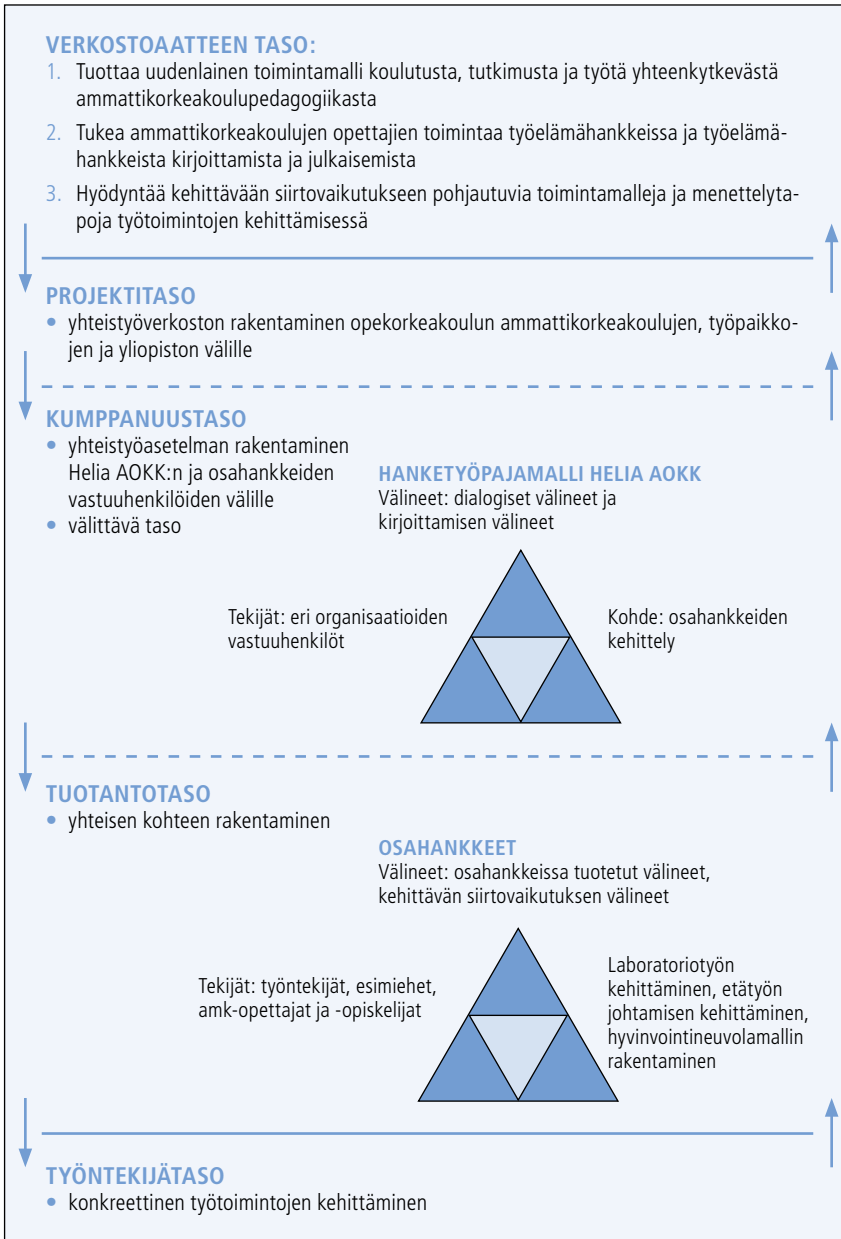 VERKOSTOAATTEEN TASO:
1. Tuottaa uudenlainen toimintamalli koulutusta, tutkimusta ja työtä yhteenkytkevästä
ammattikorkeakoulupedagogiikasta
2. Tukea ammattikorkeakoulujen opettajien toimintaa työelämähankkeissa ja työelämä-
hankkeista kirjoittamista ja julkaisemista
3. Hyödyntää kehittävään siirtovaikutukseen pohjautuvia toimintamalleja ja menettelyta-
poja työtoimintojen kehittämisessä
PROJEKTITASO
• yhteistyöverkoston rakentaminen opekorkeakoulun ammattikorkeakoulujen, työpaikko-
jen ja yliopiston välille
KUMPPANUUSTASO
• yhteistyöasetelman rakentaminen
Helia AOKK:n ja osahankkeiden
vastuuhenkilöiden välille
• välittävä taso
HANKETYÖPAJAMALLI HELIA AOKK
Välineet: dialogiset välineet ja
kirjoittamisen välineet
Tekijät: eri organisaatioiden
vastuuhenkilöt
Kohde: osahankkeiden
kehittely
TUOTANTOTASO
• yhteisen kohteen rakentaminen
OSAHANKKEET
Välineet: osahankkeissa tuotetut välineet,
kehittävän siirtovaikutuksen välineet
Tekijät: työntekijät, esimiehet,
amk-opettajat ja -opiskelijat
Laboratoriotyön
kehittäminen, etätyön
johtamisen kehittäminen,
hyvinvointineuvolamallin
rakentaminen
TYÖNTEKIJÄTASO
• konkreettinen työtoimintojen kehittäminen